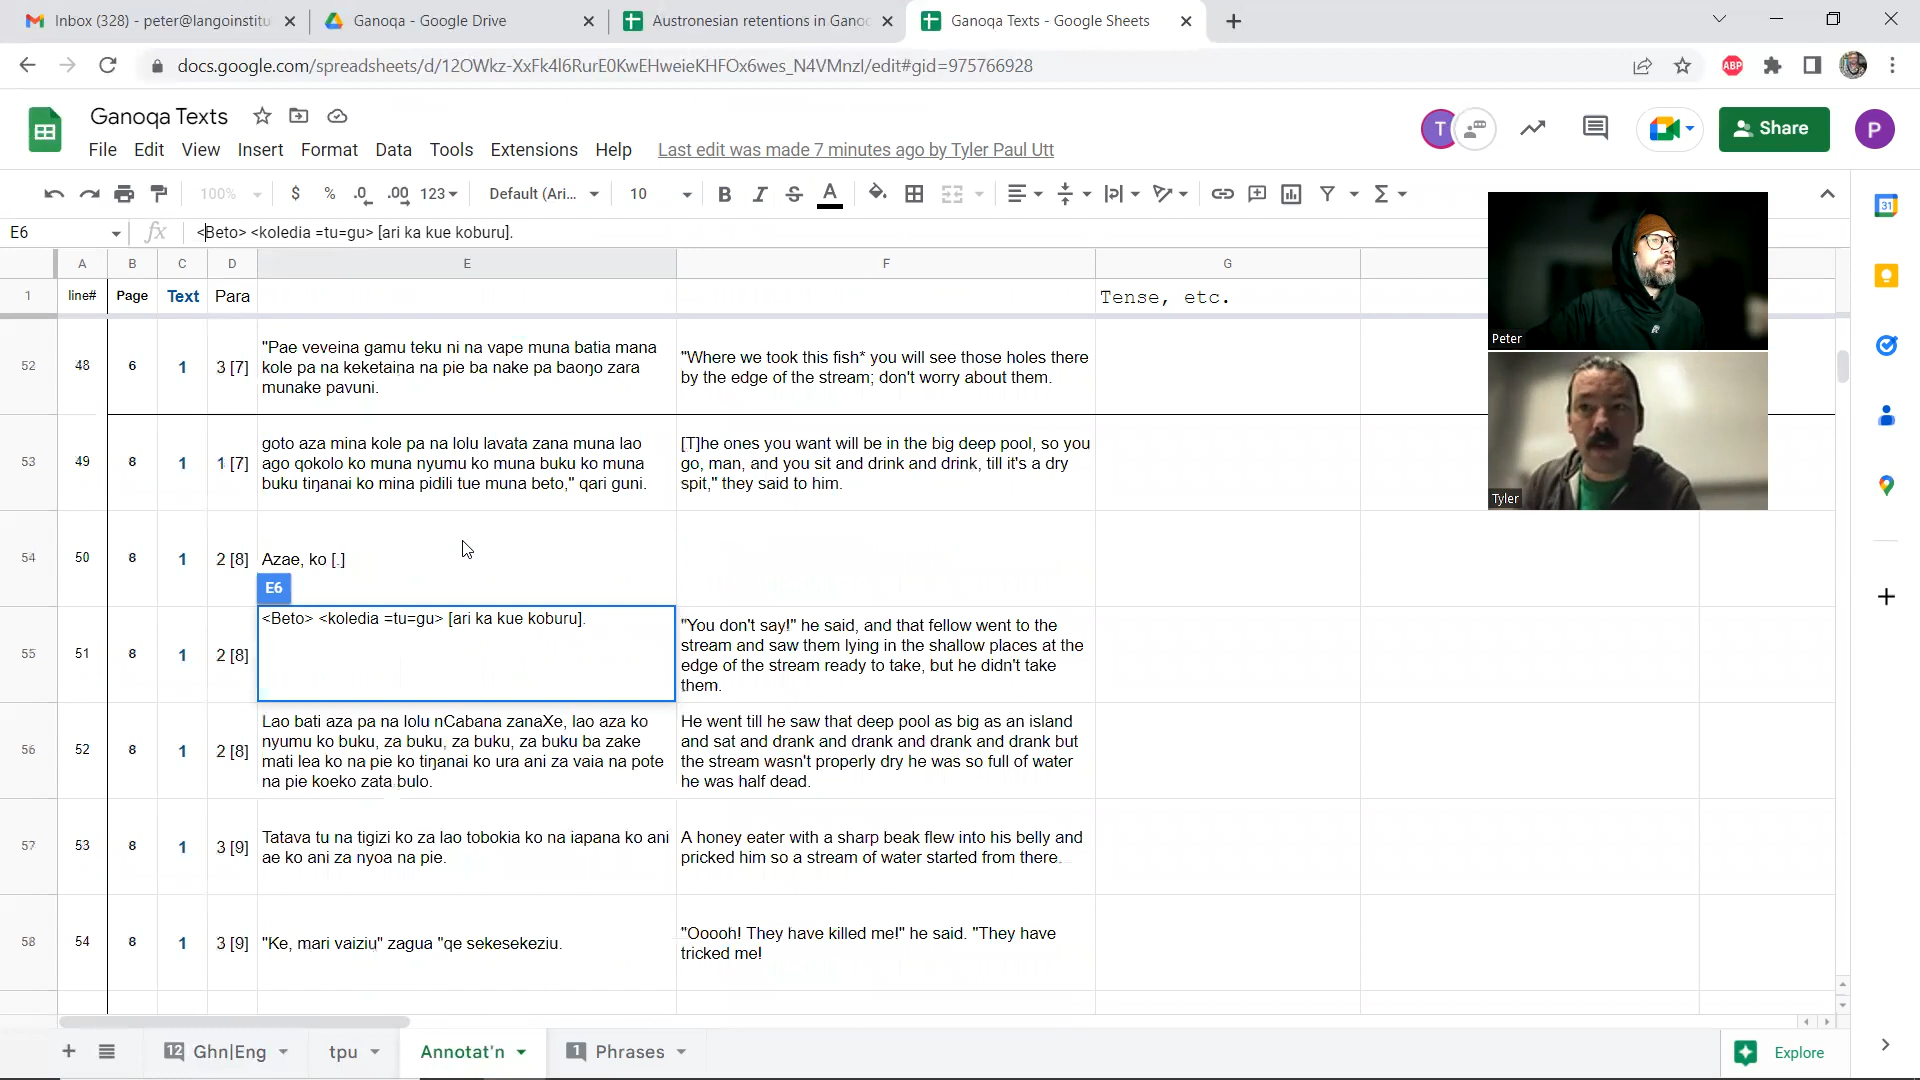 Inbox (328) - peter@langoinstitu
Ganoqa - Google Drive
Austronesian retentions in Ganoq
Ganoqa Texts - Google Sheets
docs.google.com/spreadsheets/d/12OWkz-XxFk4l6RurE0KwEHweieKHFOx6wes_N4VMnzI/edit#gid=975766928
ABP
Ganoqa Texts
T
Share
P
File Edit View Insert Format Data Tools Extensions Help Last edit was made 7 minutes ago by Tyler Paul Utt
100% $ % .0 .00 123 Default (Ari... 10 B I S A
31
E6 fx <Beto> <koledia =tu=gu> [ari ka kue koburu].
A B C D E F G
1 line# Page Text Para Tense, etc.
Peter
Tyler
52 48 6 1 3 [7]
"Pae veveina gamu teku ni na vape muna batia mana
kole pa na keketaina na pie ba nake pa baoŋo zara
munake pavuni.
"Where we took this fish* you will see those holes there
by the edge of the stream; don't worry about them.
53 49 8 1 1 [7]
goto aza mina kole pa na lolu lavata zana muna lao
ago qokolo ko muna nyumu ko muna buku ko muna
buku tiŋanai ko mina pidili tue muna beto," qari guni.
[T]he ones you want will be in the big deep pool, so you
go, man, and you sit and drink and drink, till it's a dry
spit," they said to him.
54 50 8 1 2 [8] Azae, ko [.]
E6
55 51 8 1 2 [8]
<Beto> <koledia =tu=gu> [ari ka kue koburu].
"You don't say!" he said, and that fellow went to the
stream and saw them lying in the shallow places at the
edge of the stream ready to take, but he didn't take
them.
56 52 8 1 2 [8]
Lao bati aza pa na lolu nCabana zanaXe, lao aza ko
nyumu ko buku, za buku, za buku, za buku ba zake
mati lea ko na pie ko tiŋanai ko ura ani za vaia na pote
na pie koeko zata bulo.
He went till he saw that deep pool as big as an island
and sat and drank and drank and drank and drank but
the stream wasn't properly dry he was so full of water
he was half dead.
57 53 8 1 3 [9]
Tatava tu na tigizi ko za lao tobokia ko na iapana ko ani
ae ko ani za nyoa na pie.
A honey eater with a sharp beak flew into his belly and
pricked him so a stream of water started from there.
58 54 8 1 3 [9] "Ke, mari vaiziu" zagua "qe sekesekeziu.
"Ooooh! They have killed me!" he said. "They have
tricked me!
12 Ghn|Eng tpu Annotat'n 1 Phrases Explore